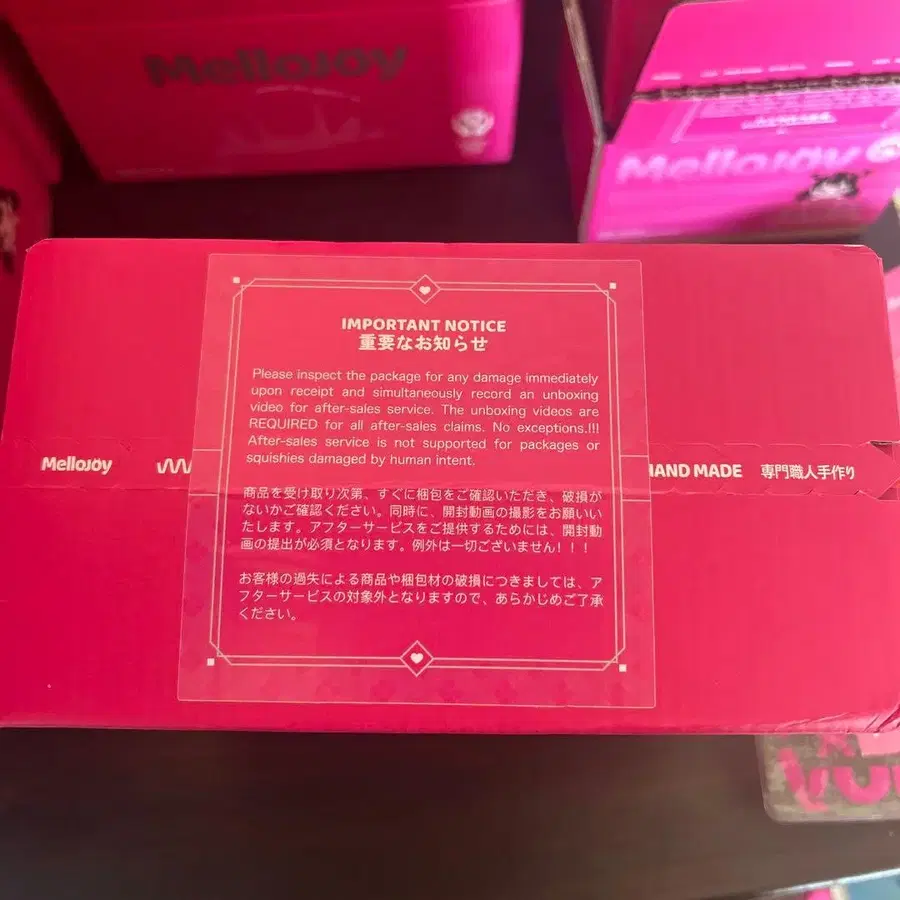 MelloJoy
MelloJoy
IMPORTANT NOTICE
重要なお知らせ
Please inspect the package for any damage immediately
upon receipt and simultaneously record an unboxing
video for after-sales service. The unboxing videos are
REQUIRED for all after-sales claims. No exceptions.!!!
After-sales service is not supported for packages or
squishies damaged by human intent.
MelloJoy
HAND MADE 専門職人手作り
商品を受け取り次第、すぐに梱包をご確認いただき、破損が
ないかご確認ください。同時に、開封動画の撮影をお願いい
たします。アフターサービスをご提供するためには、開封動
画の提出が必須となります。例外は一切ございません！！！
お客様の過失による商品や梱包材の破損につきましては、ア
フターサービスの対象外となりますので、あらかじめご了承
ください。